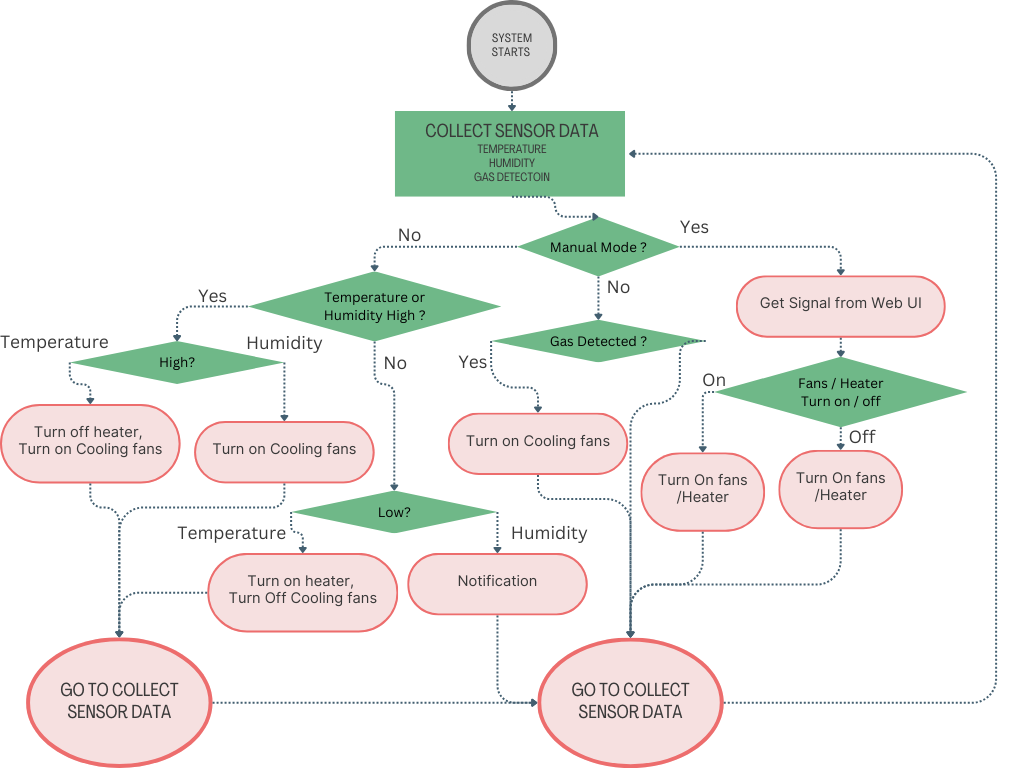 SYSTEM
STARTS
COLLECT SENSOR DATA
TEMPERATURE
HUMIDITY
GAS DETECTOIN
Manual Mode ?
No
Yes
Temperature or
Humidity High ?
Yes
No
Gas Detected ?
Get Signal from Web UI
Temperature
High?
Humidity
No
Yes
On
Fans / Heater
Turn on / off
Off
Turn off heater,
Turn on Cooling fans
Turn on Cooling fans
Turn on Cooling fans
Turn On fans
/Heater
Turn On fans
/Heater
Low?
Temperature
Humidity
Turn on heater,
Turn Off Cooling fans
Notification
GO TO COLLECT
SENSOR DATA
GO TO COLLECT
SENSOR DATA